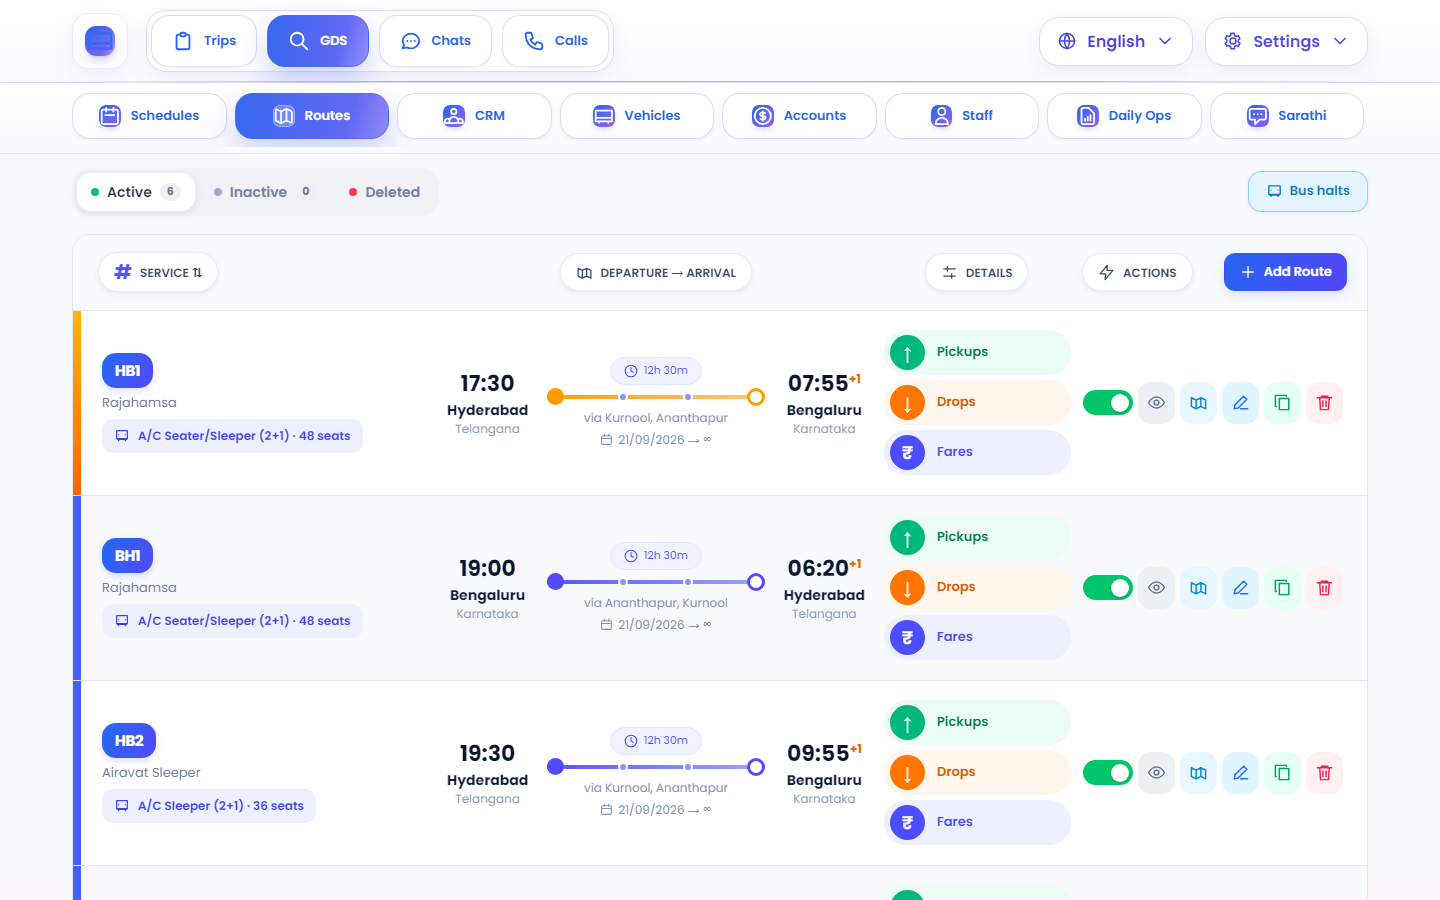 Trips
GDS
Chats
Calls
English
Settings
Schedules
Routes
CRM
Vehicles
Accounts
Staff
Daily Ops
Sarathi
Active 6
Inactive 0
Deleted
Bus halts
# SERVICE ⇅
DEPARTURE → ARRIVAL
DETAILS
ACTIONS
+ Add Route
HB1
Rajahamsa
A/C Seater/Sleeper (2+1) · 48 seats
17:30
Hyderabad
Telangana
12h 30m
via Kurnool, Ananthapur
21/09/2026 → ∞
07:55+1
Bengaluru
Karnataka
↑ Pickups
↓ Drops
₹ Fares
BH1
Rajahamsa
A/C Seater/Sleeper (2+1) · 48 seats
19:00
Bengaluru
Karnataka
12h 30m
via Ananthapur, Kurnool
21/09/2026 → ∞
06:20+1
Hyderabad
Telangana
↑ Pickups
↓ Drops
₹ Fares
HB2
Airavat Sleeper
A/C Sleeper (2+1) · 36 seats
19:30
Hyderabad
Telangana
12h 30m
via Kurnool, Ananthapur
21/09/2026 → ∞
09:55+1
Bengaluru
Karnataka
↑ Pickups
↓ Drops
₹ Fares